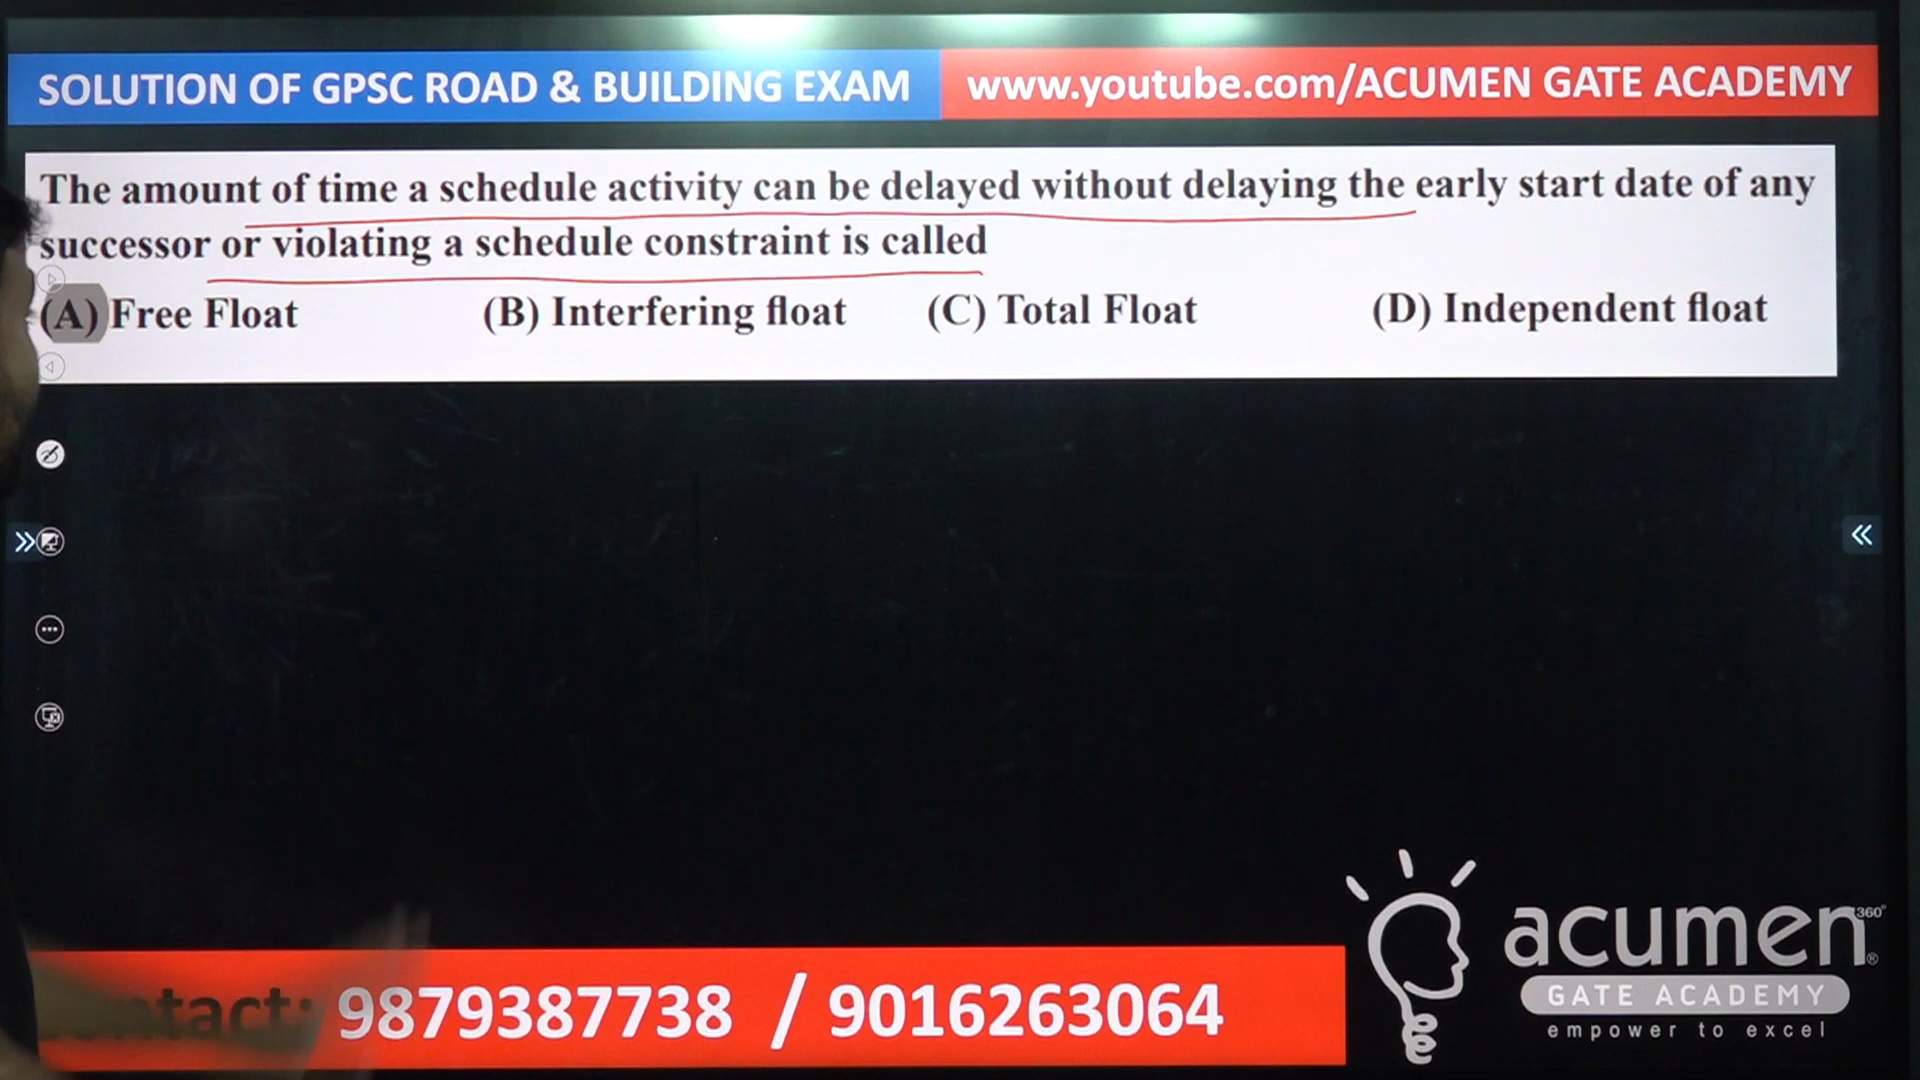 SOLUTION OF GPSC ROAD & BUILDING EXAM www.youtube.com/ACUMEN GATE ACADEMY
The amount of time a schedule activity can be delayed without delaying the early start date of any
successor or violating a schedule constraint is called
(A) Free Float (B) Interfering float (C) Total Float (D) Independent float
9879387738 / 9016263064
acumen 360° ®
GATE ACADEMY
empower to excel